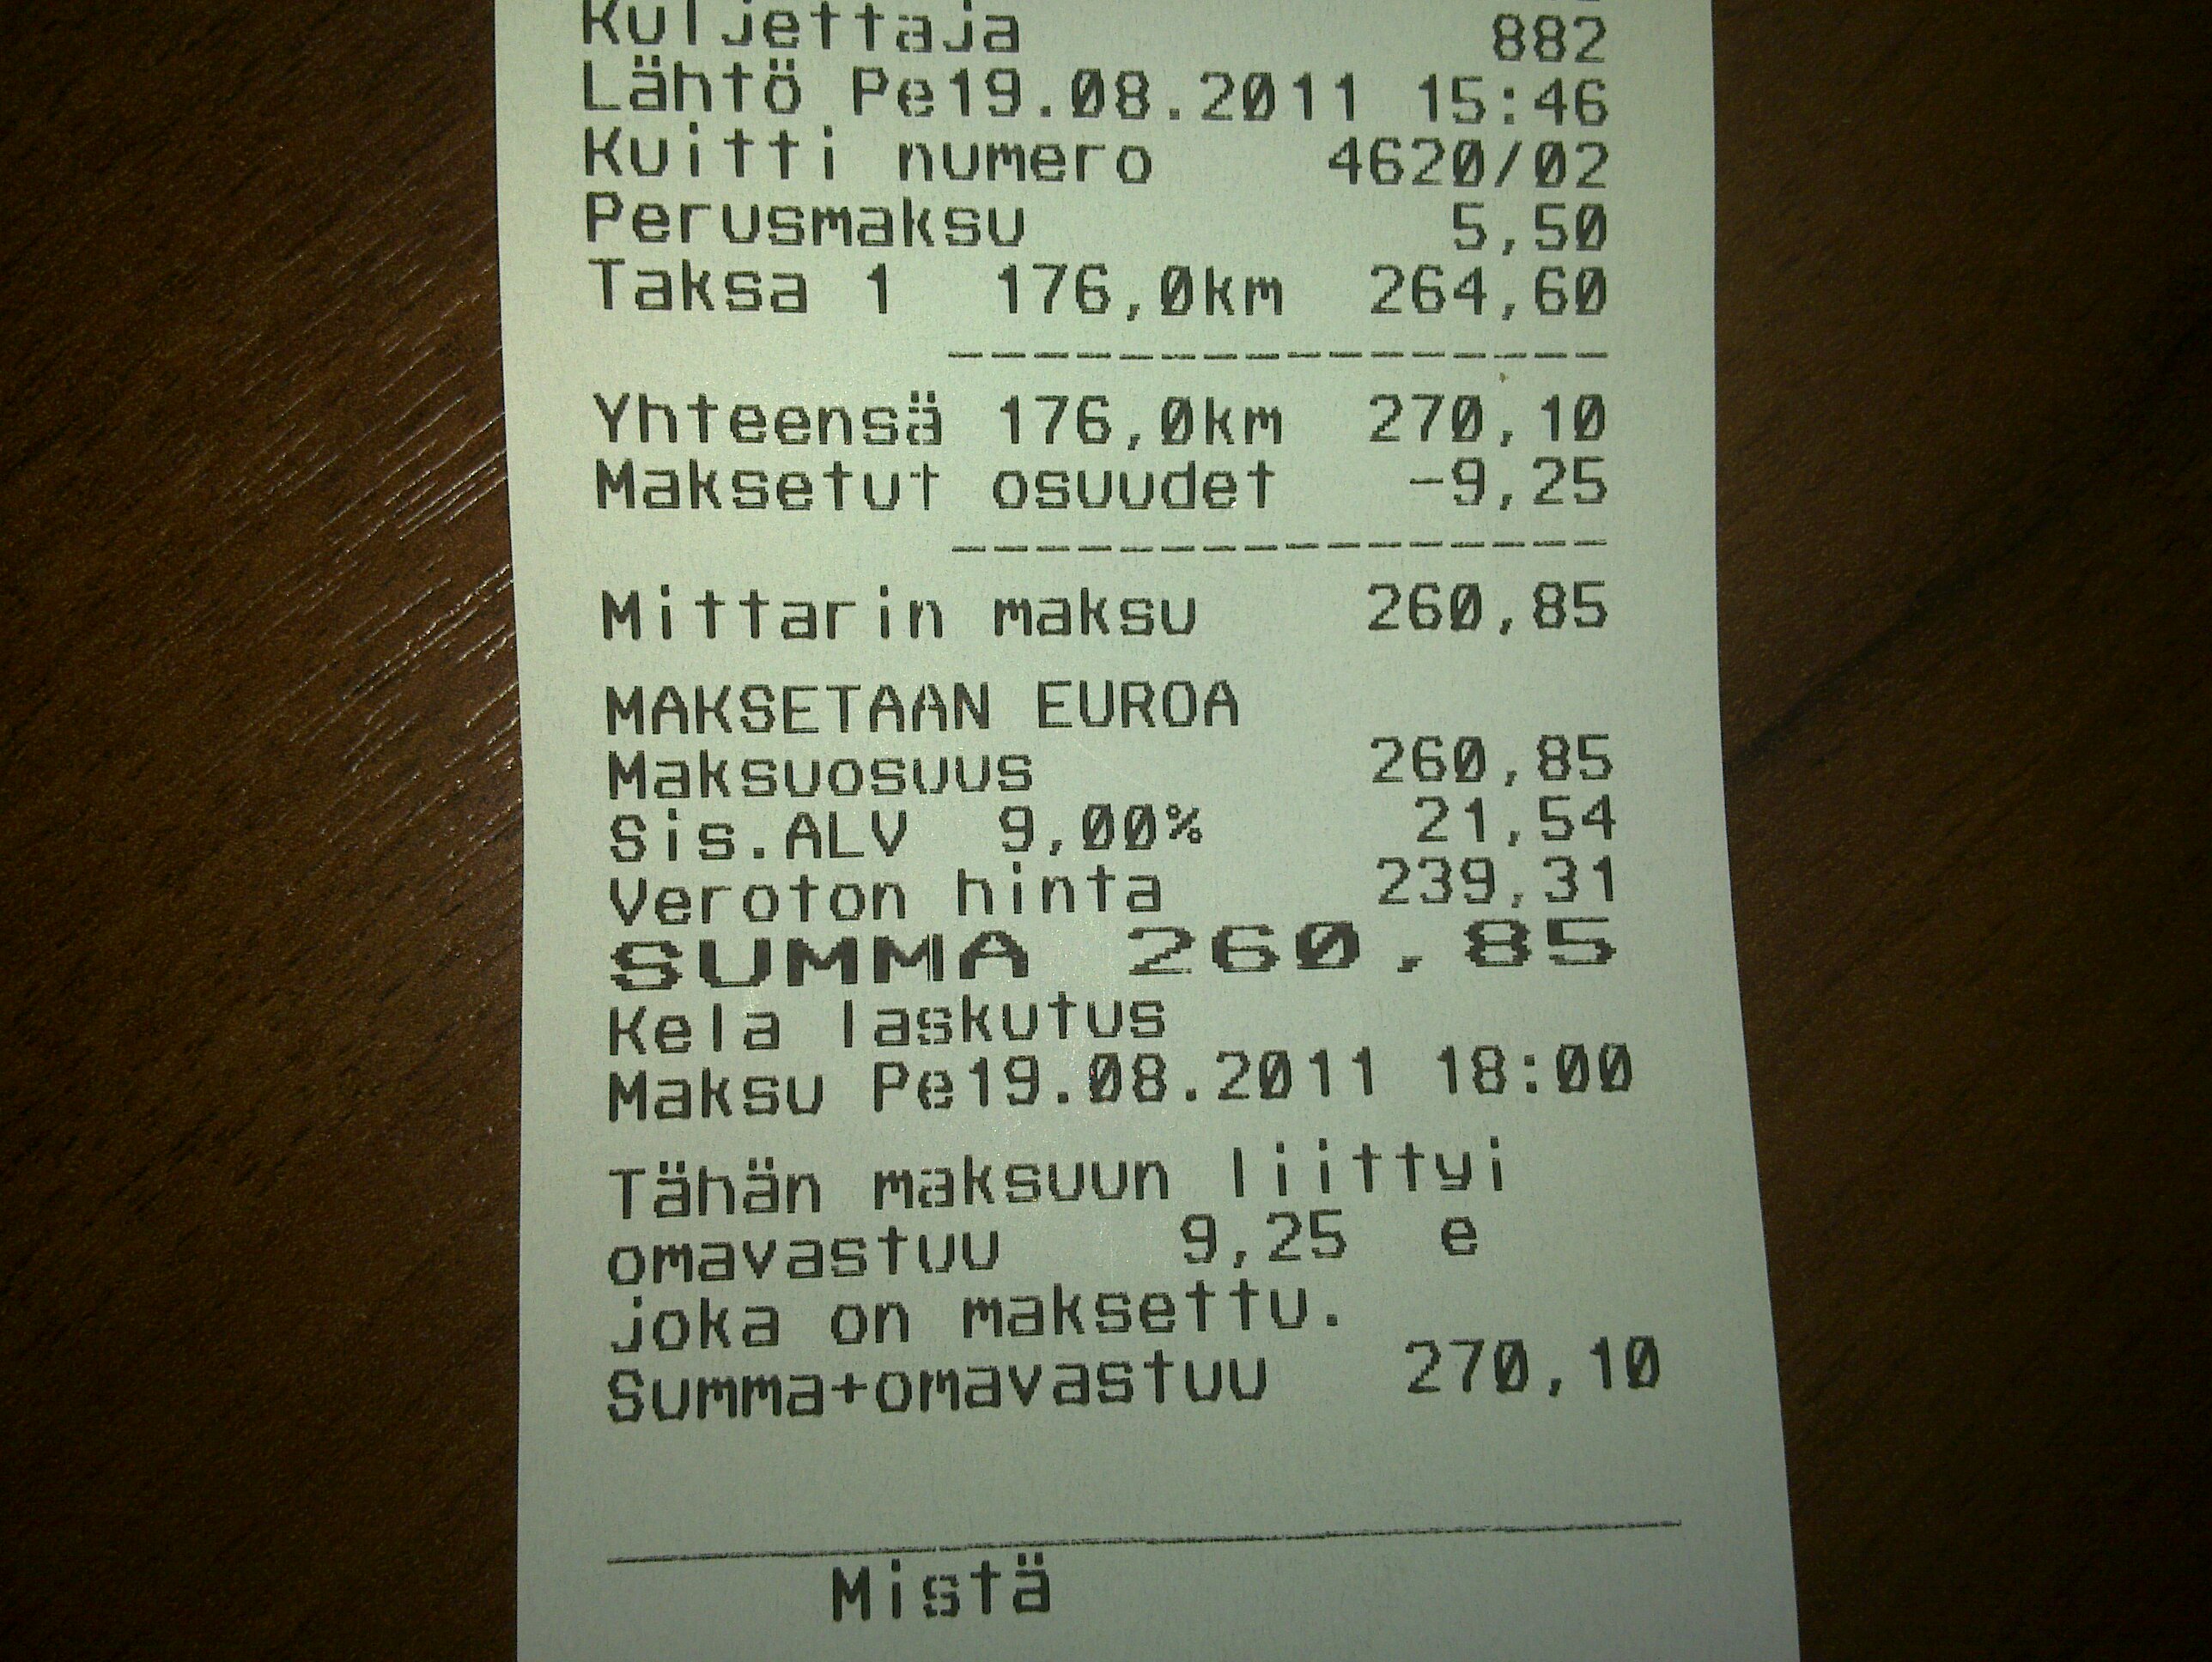 Kuljettaja 882
Lähtö Pe19.08.2011 15:46
Kuitti numero 4620/02
Perusmaksu 5,50
Taksa 1 176,0km 264,60
----------------
Yhteensä 176,0km 270,10
Maksetut osuudet -9,25
----------------
Mittarin maksu 260,85
MAKSETAAN EUROA
Maksuosuus 260,85
Sis.ALV 9,00% 21,54
Veroton hinta 239,31
SUMMA 260,85
Kela laskutus
Maksu Pe19.08.2011 18:00
Tähän maksuun liittyi
omavastuu 9,25 e
joka on maksettu.
Summa+omavastuu 270,10
Mistä